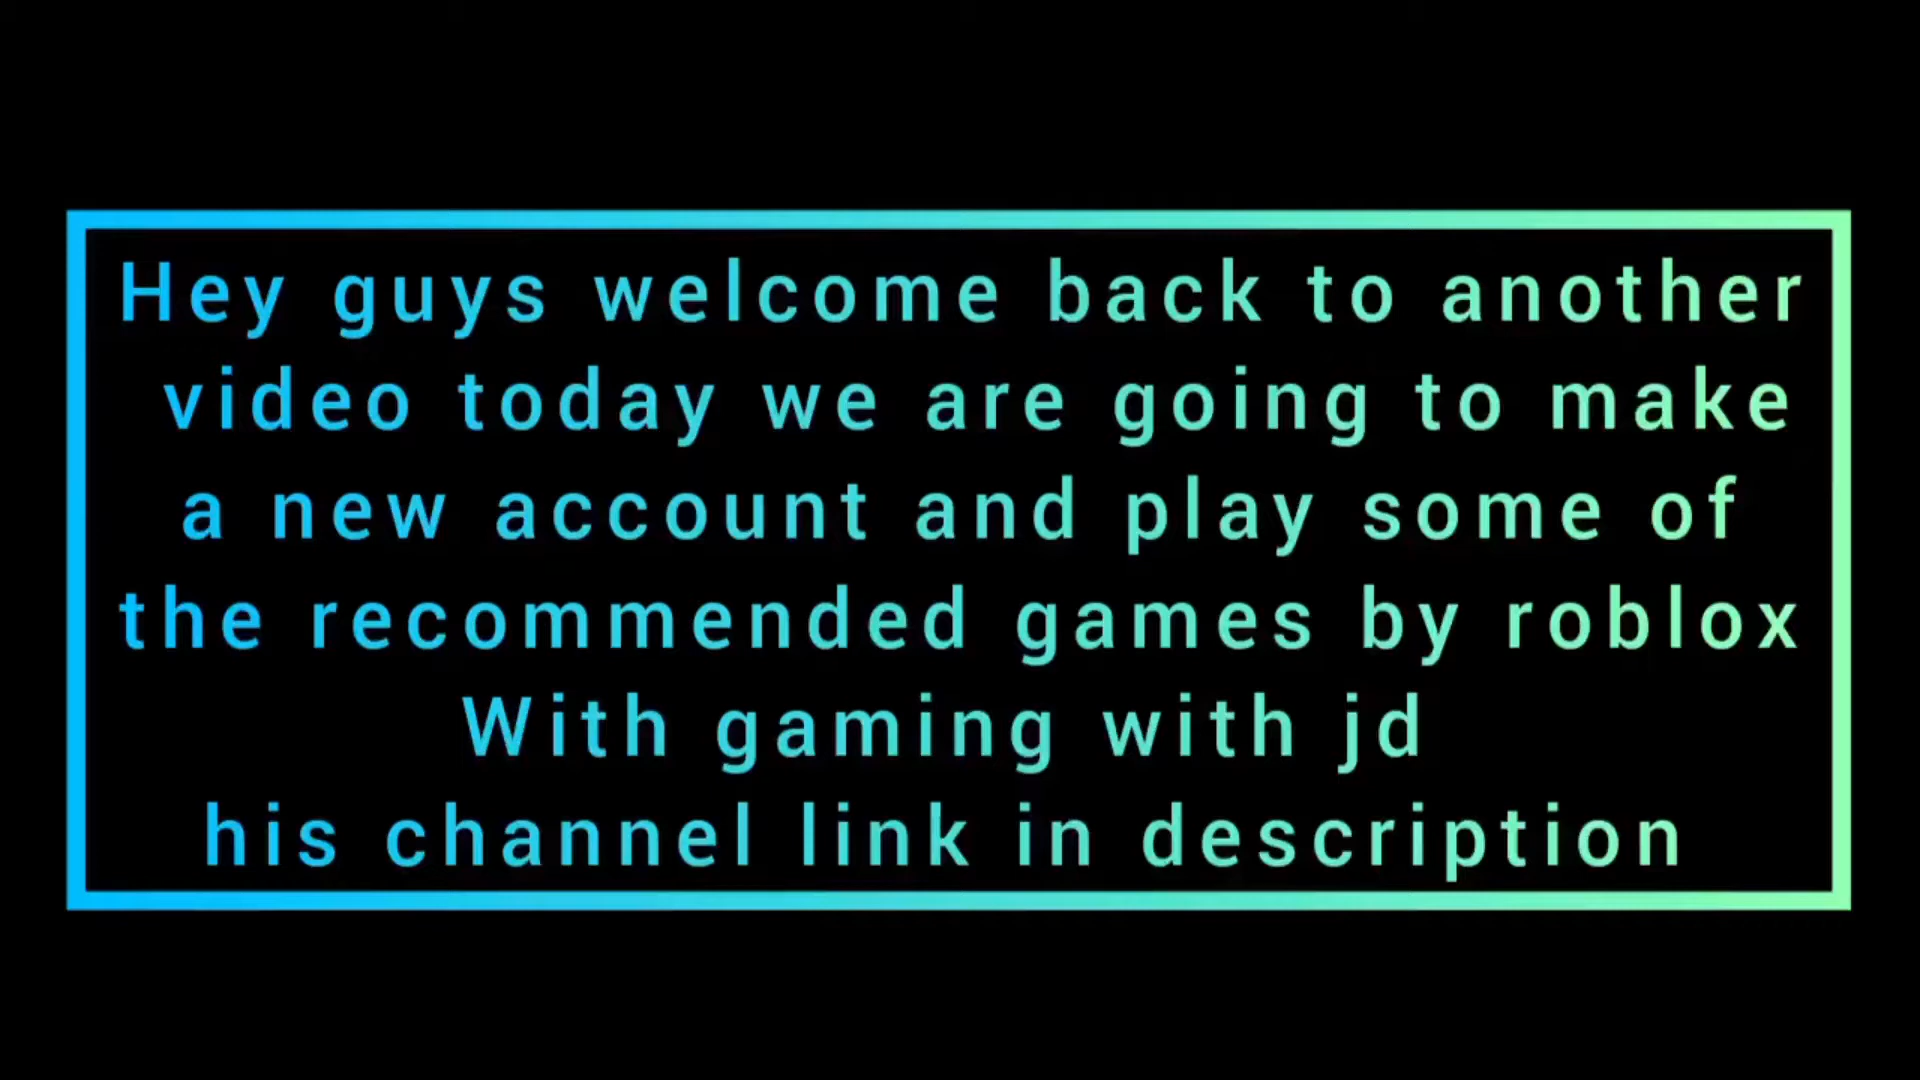 Hey guys welcome back to another
video today we are going to make
a new account and play some of
the recommended games by roblox
With gaming with jd
his channel link in description